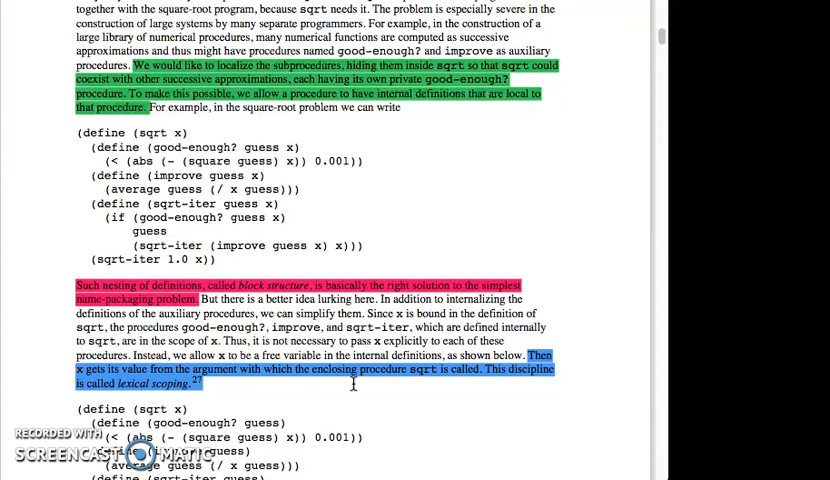 together with the square-root program, because sqrt needs it. The problem is especially severe in the
construction of large systems by many separate programmers. For example, in the construction of a
large library of numerical procedures, many numerical functions are computed as successive
approximations and thus might have procedures named good-enough? and improve as auxiliary
procedures. We would like to localize the subprocedures, hiding them inside sqrt so that sqrt could
coexist with other successive approximations, each having its own private good-enough?
procedure. To make this possible, we allow a procedure to have internal definitions that are local to
that procedure. For example, in the square-root problem we can write
(define (sqrt x)
(define (good-enough? guess x)
(< (abs (- (square guess) x)) 0.001))
(define (improve guess x)
(average guess (/ x guess)))
(define (sqrt-iter guess x)
(if (good-enough? guess x)
guess
(sqrt-iter (improve guess x) x)))
(sqrt-iter 1.0 x))
Such nesting of definitions, called block structure, is basically the right solution to the simplest
name-packaging problem. But there is a better idea lurking here. In addition to internalizing the
definitions of the auxiliary procedures, we can simplify them. Since x is bound in the definition of
sqrt, the procedures good-enough?, improve, and sqrt-iter, which are defined internally
to sqrt, are in the scope of x. Thus, it is not necessary to pass x explicitly to each of these
procedures. Instead, we allow x to be a free variable in the internal definitions, as shown below. Then
x gets its value from the argument with which the enclosing procedure sqrt is called. This discipline
is called lexical scoping.27
(define (sqrt x)
(define (good-enough? guess)
(< (abs (- (square guess) x)) 0.001))
RECORDED WITH
guess)
SCREENCAST MATIC
(average guess (/ x guess)))
(define (sqrt-iter guess)